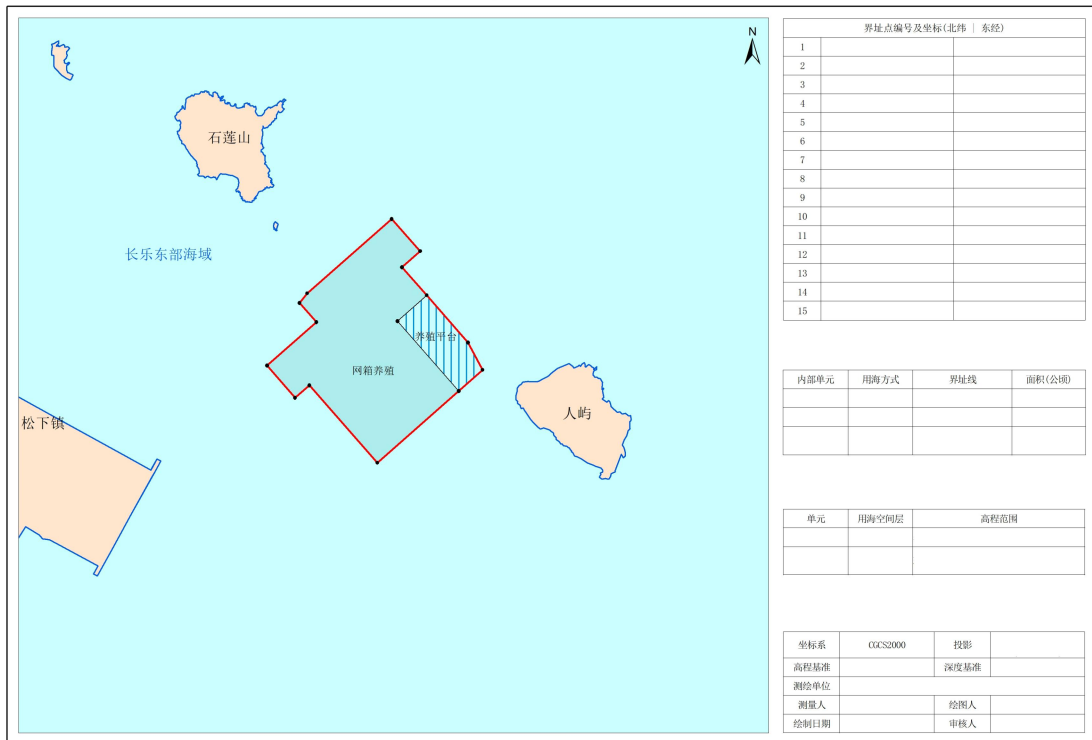 N
石莲山
长乐东部海域
养殖平台
网箱养殖
人屿
松下镇
界址点编号及坐标(北纬 | 东经)
1
2
3
4
5
6
7
8
9
10
11
12
13
14
15
内部单元 用海方式 界址线 面积(公顷)
单元 用海空间层 高程范围
坐标系 CGCS2000 投影
高程基准 深度基准
测绘单位
测量人 绘图人
绘制日期 审核人